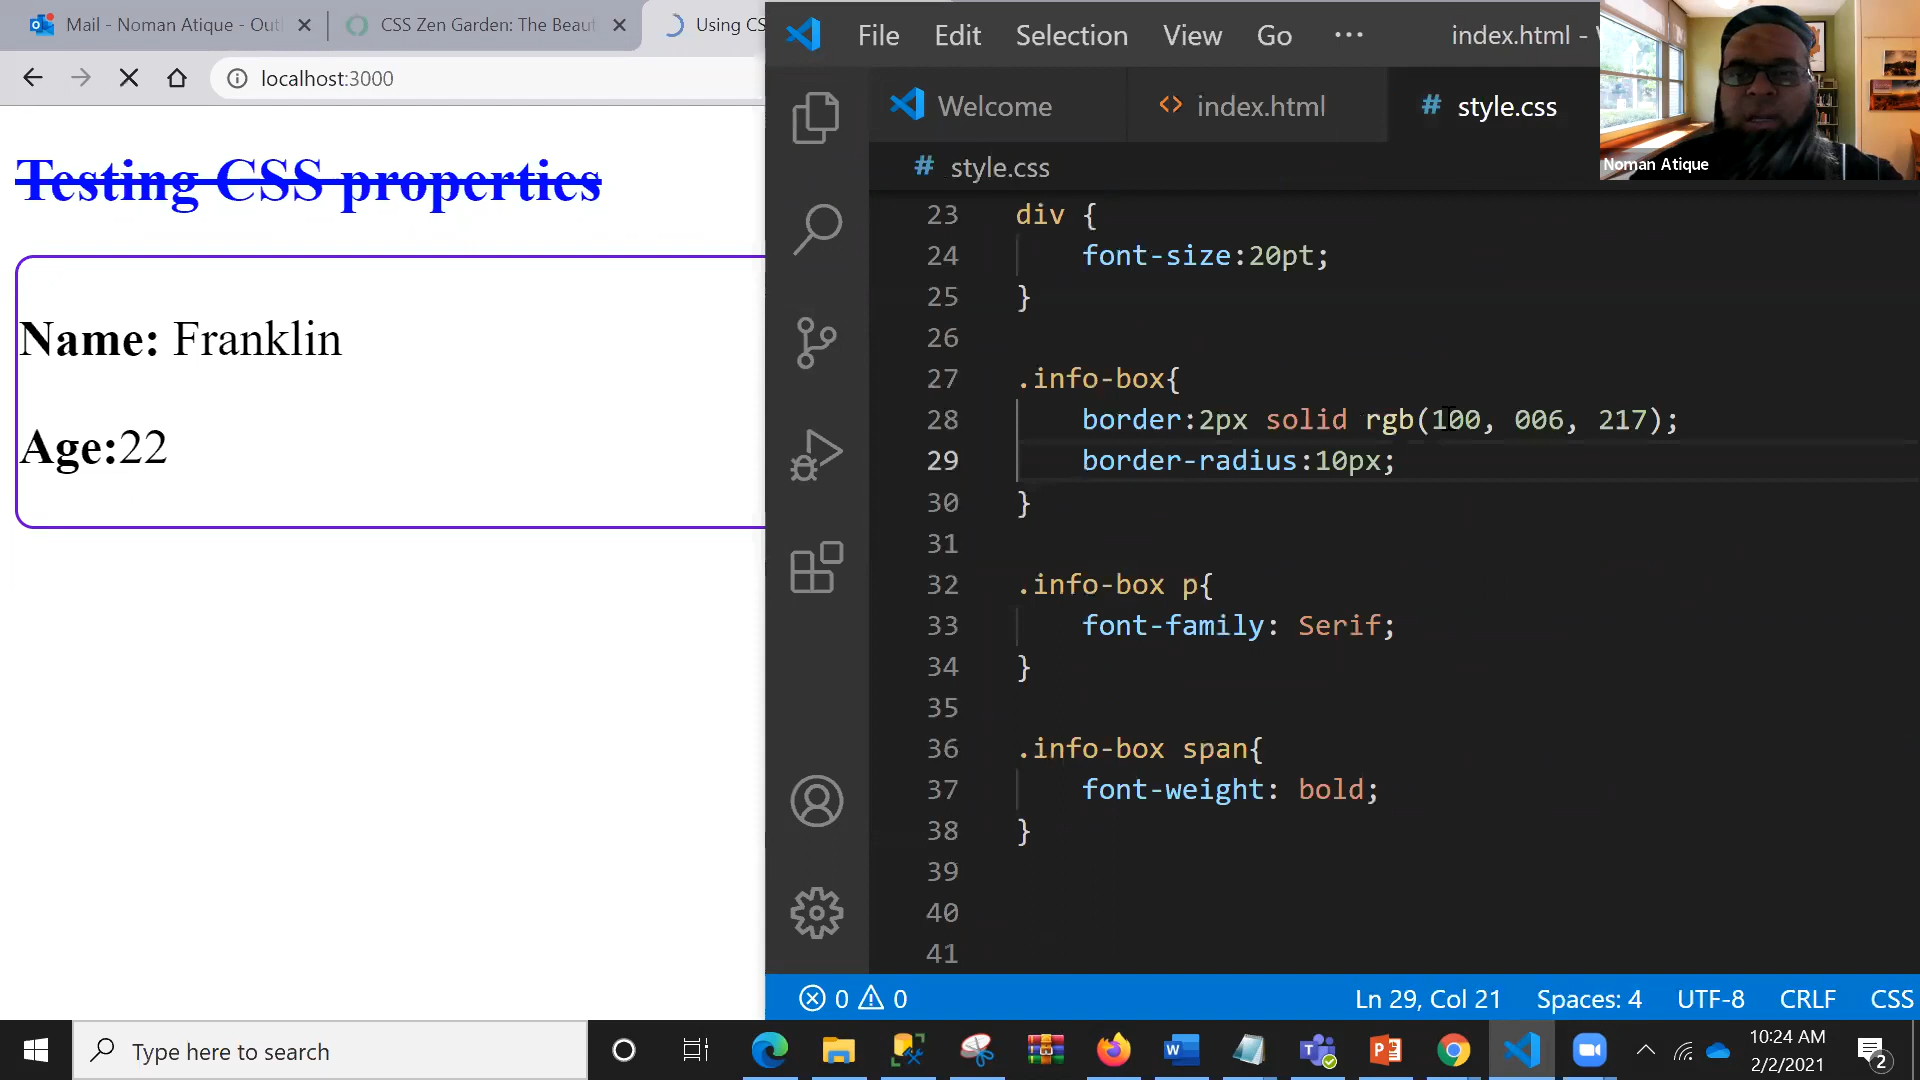 Mail - Noman Atique - Out
CSS Zen Garden: The Beaut
Using CS
localhost:3000
Testing CSS properties
Name: Franklin
Age:22
File Edit Selection View Go ··· index.html -
Welcome index.html # style.css
# style.css
23 div {
24 font-size:20pt;
25 }
26
27 .info-box{
28 border:2px solid rgb(100, 006, 217);
29 border-radius:10px;
30 }
31
32 .info-box p{
33 font-family: Serif;
34 }
35
36 .info-box span{
37 font-weight: bold;
38 }
39
40
41
0 0 Ln 29, Col 21 Spaces: 4 UTF-8 CRLF CSS
Noman Atique
Type here to search
10:24 AM
2/2/2021
2